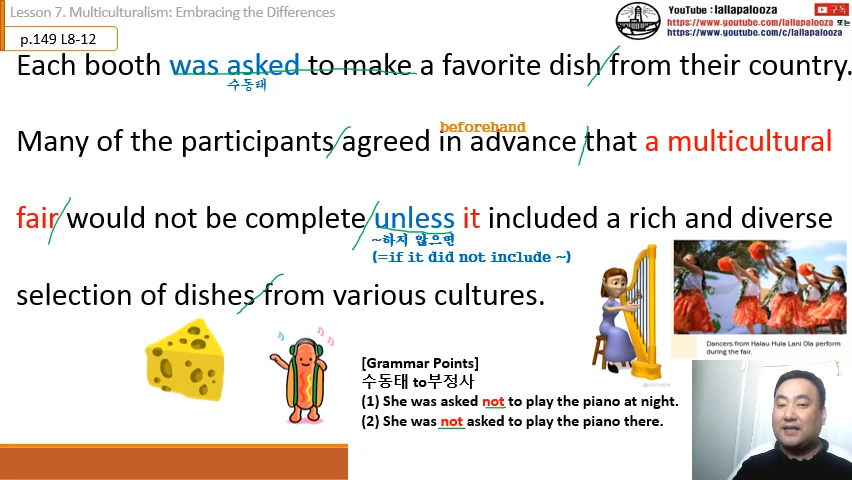 Lesson 7. Multiculturalism: Embracing the Differences
YouTube : lallapalooza 구독
https://www.youtube.com/lallapalooza 또는
https://www.youtube.com/c/lallapalooza
p.149 L8-12
Each booth was asked to make a favorite dish from their country.
수동태
beforehand
Many of the participants agreed in advance that a multicultural
fair would not be complete unless it included a rich and diverse
~하지 않으면
(=if it did not include ~)
selection of dishes from various cultures.
Dancers from Halau Hula Lani Ola perform
during the fair.
[Grammar Points]
수동태 to부정사
(1) She was asked not to play the piano at night.
(2) She was not asked to play the piano there.